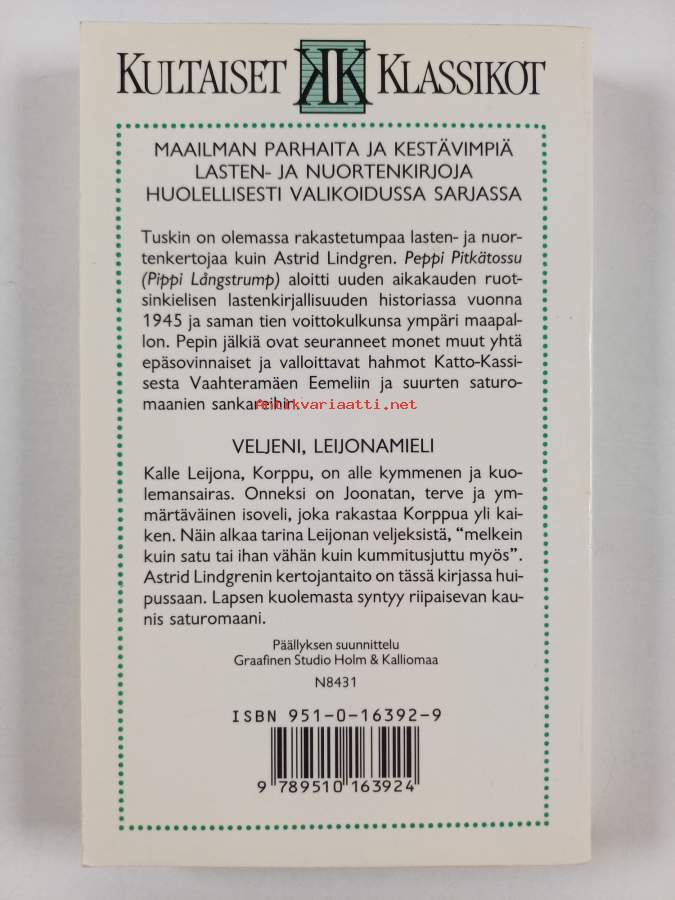 KULTAISET KK KLASSIKOT
MAAILMAN PARHAITA JA KESTÄVIMPIÄ
LASTEN- JA NUORTENKIRJOJA
HUOLELLISESTI VALIKOIDUSSA SARJASSA
Tuskin on olemassa rakastetumpaa lasten- ja nuor-
tenkertojaa kuin Astrid Lindgren. Peppi Pitkätossu
(Pippi Långstrump) aloitti uuden aikakauden ruot-
sinkielisen lastenkirjallisuuden historiassa vuonna
1945 ja saman tien voittokulkunsa ympäri maapal-
lon. Pepin jälkiä ovat seuranneet monet muut yhtä
epäsovinnaiset ja valloittavat hahmot Katto-Kassi-
sesta Vaahteramäen Eemeliin ja suurten saturo-
maanien sankareihin.
Antikvariaatti.net
VELJENI, LEIJONAMIELI
Kalle Leijona, Korppu, on alle kymmenen ja kuo-
lemansairas. Onneksi on Joonatan, terve ja ym-
märtäväinen isoveli, joka rakastaa Korppua yli kai-
ken. Näin alkaa tarina Leijonan veljeksistä, “melkein
kuin satu tai ihan vähän kuin kummitusjuttu myös”.
Astrid Lindgrenin kertojantaito on tässä kirjassa hui-
pussaan. Lapsen kuolemasta syntyy riipaisevan kau-
nis saturomaani.
Päällyksen suunnittelu
Graafinen Studio Holm & Kalliomaa
N8431
ISBN 951-0-16392-9
9 789510 163924